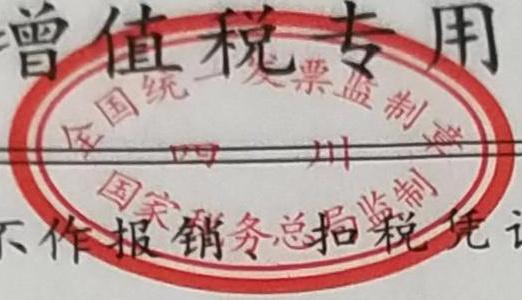 增值税专用
全国统一发票监制章
四川
国家税务总局监制
不作报销、扣税凭证